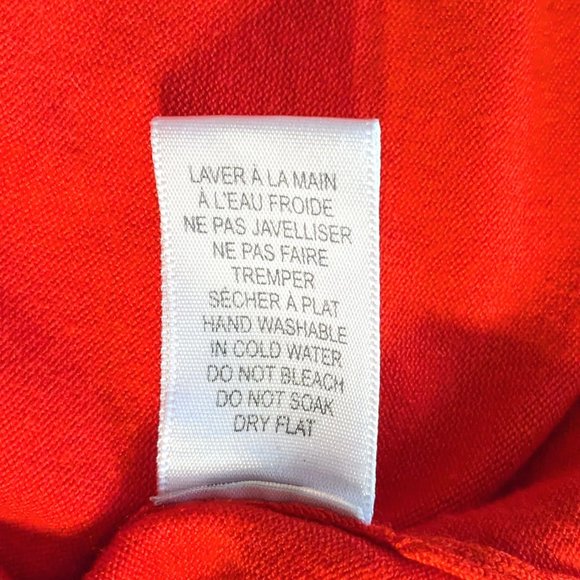 LAVER À LA MAIN
À L'EAU FROIDE
NE PAS JAVELLISER
NE PAS FAIRE
TREMPER
SÉCHER À PLAT
HAND WASHABLE
IN COLD WATER
DO NOT BLEACH
DO NOT SOAK
DRY FLAT